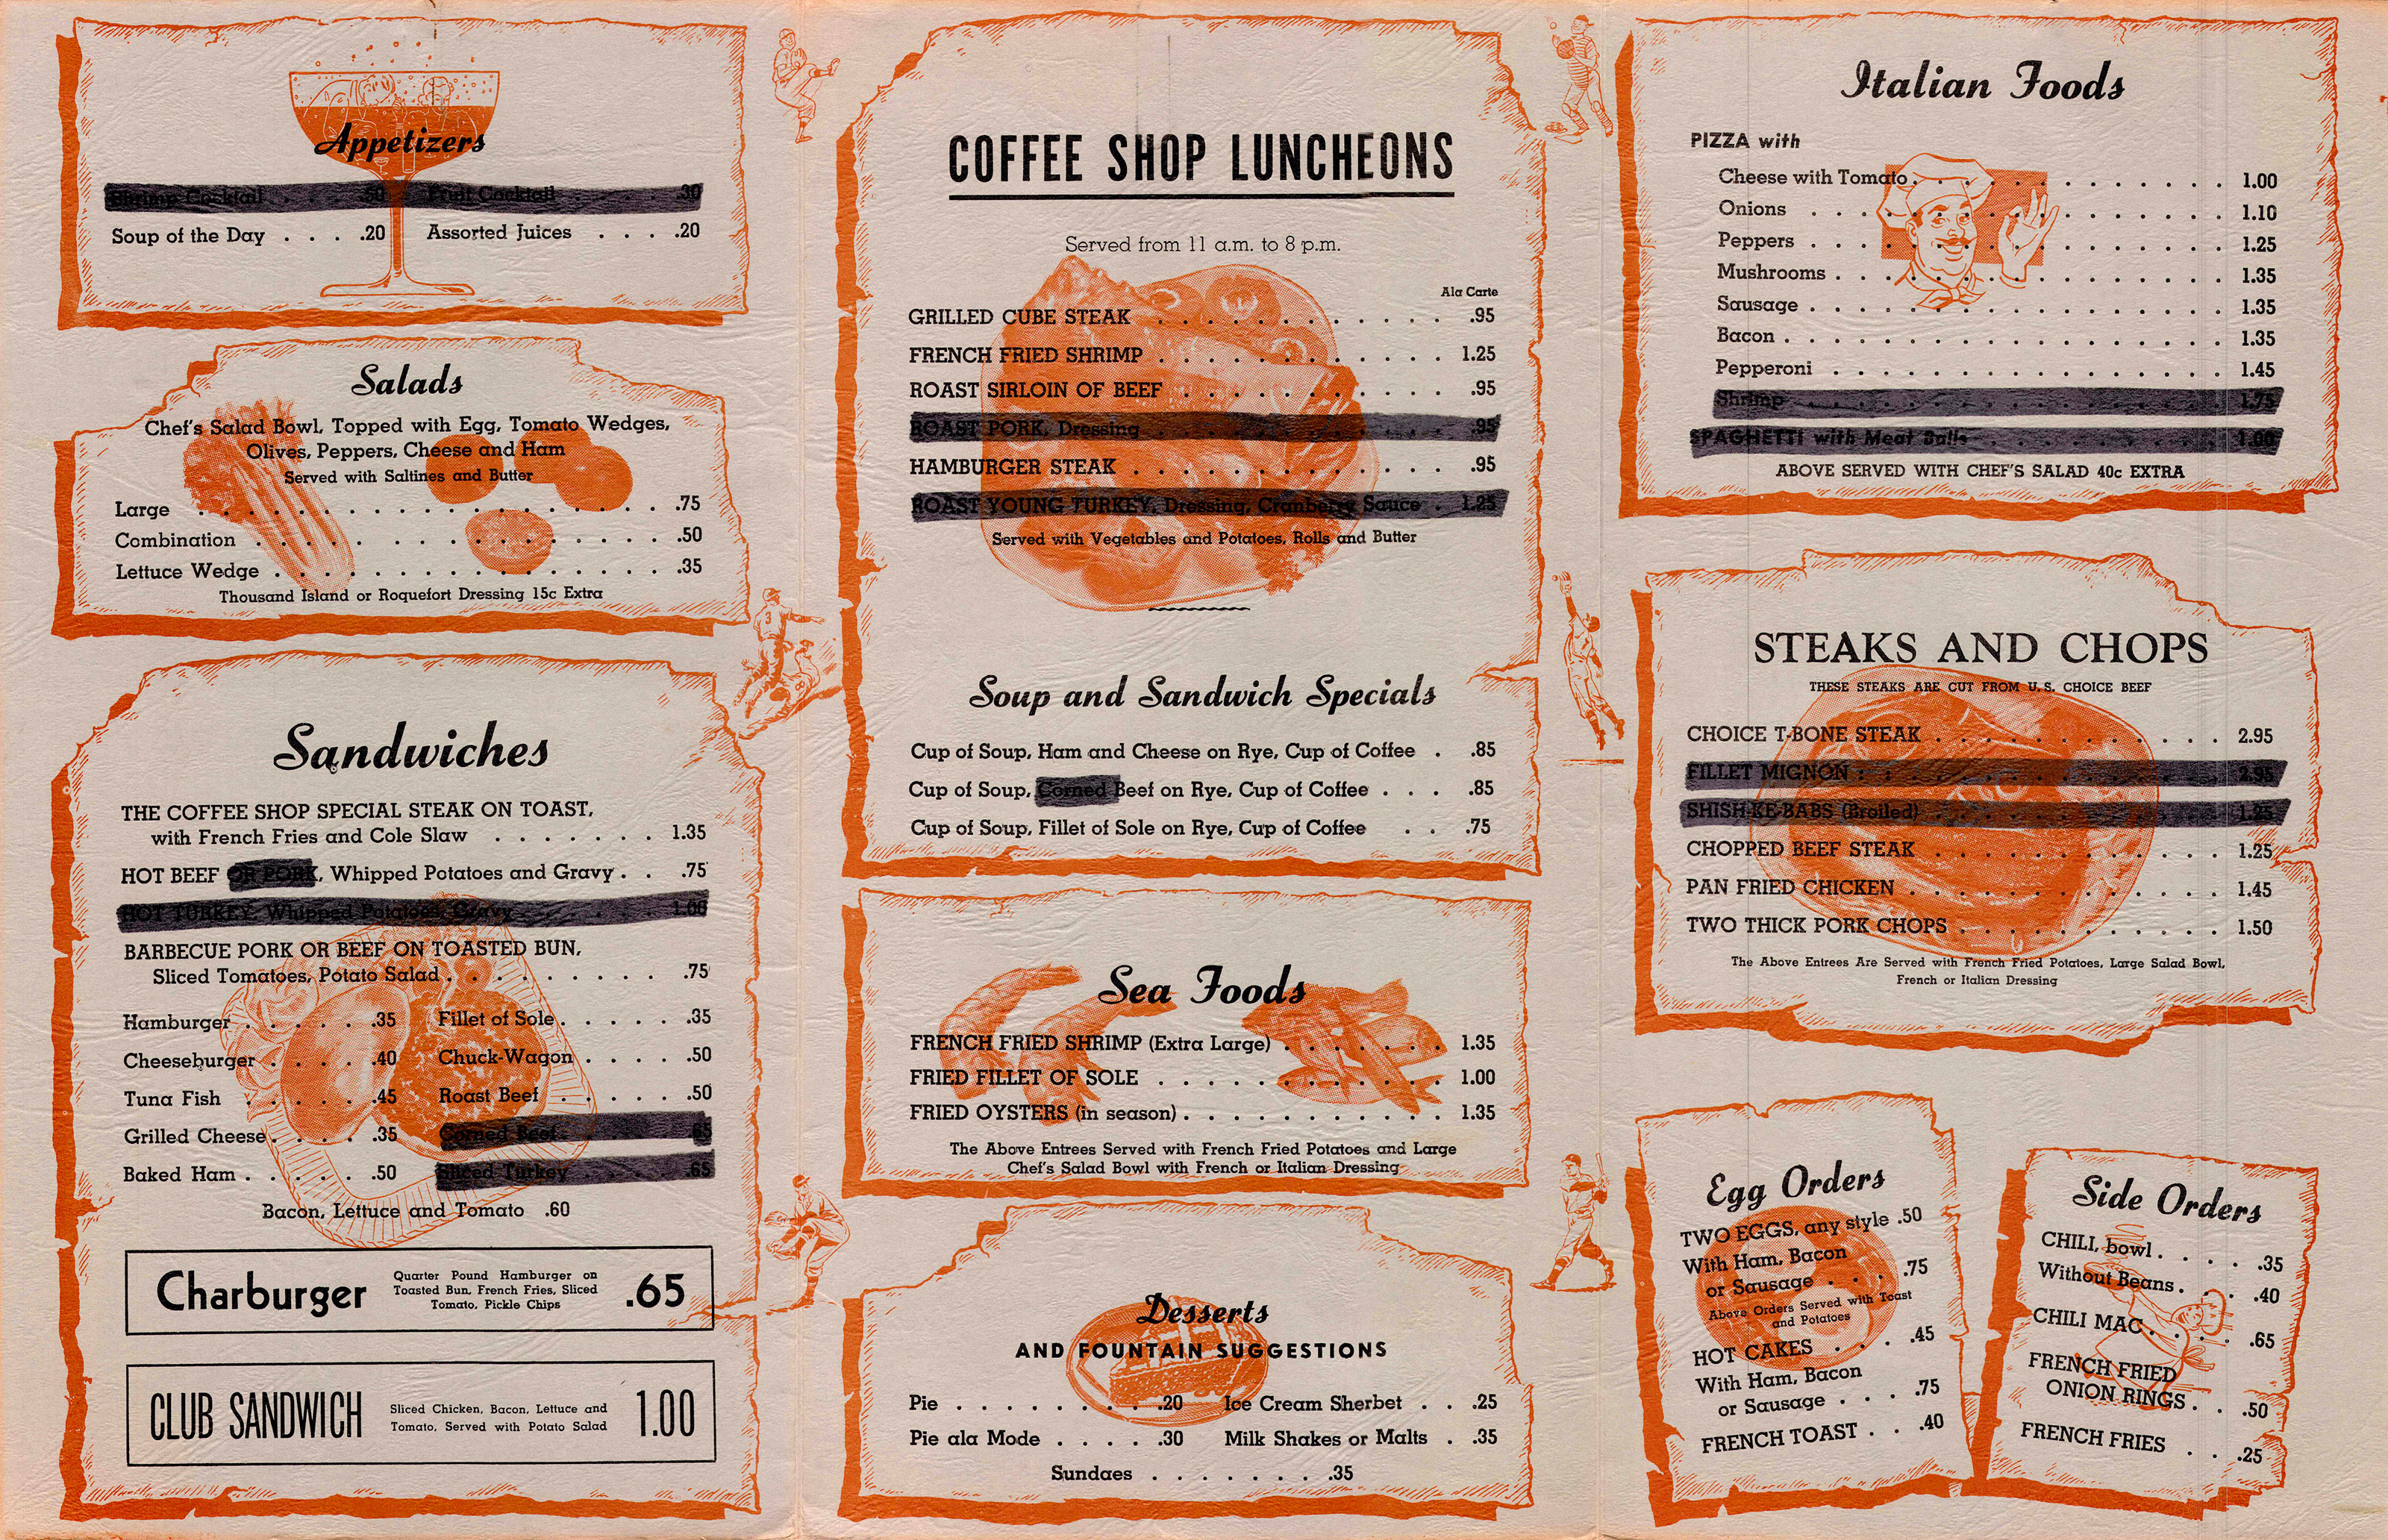 Appetizers
Shrimp Cocktail . . . .50 Fruit Cocktail . . . .30
Soup of the Day . . . .20 Assorted Juices . . . .20
Salads
Chef's Salad Bowl, Topped with Egg, Tomato Wedges,
Olives, Peppers, Cheese and Ham
Served with Saltines and Butter
Large . . . .75
Combination . . . .50
Lettuce Wedge . . . .35
Thousand Island or Roquefort Dressing 15c Extra
Sandwiches
THE COFFEE SHOP SPECIAL STEAK ON TOAST,
with French Fries and Cole Slaw . . . 1.35
HOT BEEF OR PORK, Whipped Potatoes and Gravy . . .75
HOT TURKEY, Whipped Potatoes, Gravy . . . 1.00
BARBECUE PORK OR BEEF ON TOASTED BUN,
Sliced Tomatoes, Potato Salad . . . .75
Hamburger . . . .35 Fillet of Sole . . . .35
Cheeseburger . . . .40 Chuck-Wagon . . . .50
Tuna Fish . . . .45 Roast Beef . . . .50
Grilled Cheese . . . .35 Corned Beef
Baked Ham . . . .50 Sliced Turkey . . . .65
Bacon, Lettuce and Tomato .60
Charburger
Quarter Pound Hamburger on
Toasted Bun, French Fries, Sliced
Tomato, Pickle Chips
.65
CLUB SANDWICH
Sliced Chicken, Bacon, Lettuce and
Tomato, Served with Potato Salad
1.00
3
8
COFFEE SHOP LUNCHEONS
Served from 11 a.m. to 8 p.m.
Ala Carte
GRILLED CUBE STEAK . . . .95
FRENCH FRIED SHRIMP . . . 1.25
ROAST SIRLOIN OF BEEF . . . .95
ROAST PORK, Dressing . . . .95
HAMBURGER STEAK . . . .95
ROAST YOUNG TURKEY, Dressing, Cranberry Sauce . 1.25
Served with Vegetables and Potatoes, Rolls and Butter
Soup and Sandwich Specials
Cup of Soup, Ham and Cheese on Rye, Cup of Coffee . .85
Cup of Soup, Corned Beef on Rye, Cup of Coffee . . . .85
Cup of Soup, Fillet of Sole on Rye, Cup of Coffee . . .75
Sea Foods
FRENCH FRIED SHRIMP (Extra Large) . . . 1.35
FRIED FILLET OF SOLE . . . 1.00
FRIED OYSTERS (in season) . . . 1.35
The Above Entrees Served with French Fried Potatoes and Large
Chef's Salad Bowl with French or Italian Dressing
Desserts
AND FOUNTAIN SUGGESTIONS
Pie . . . .20 Ice Cream Sherbet . . .25
Pie ala Mode . . . .30 Milk Shakes or Malts . .35
Sundaes . . . .35
Italian Foods
PIZZA with
Cheese with Tomato . . . 1.00
Onions . . . 1.10
Peppers . . . 1.25
Mushrooms . . . 1.35
Sausage . . . 1.35
Bacon . . . 1.35
Pepperoni . . . 1.45
Shrimp . . . 1.75
SPAGHETTI with Meat Balls . . . 1.00
ABOVE SERVED WITH CHEF'S SALAD 40c EXTRA
STEAKS AND CHOPS
THESE STEAKS ARE CUT FROM U.S. CHOICE BEEF
CHOICE T-BONE STEAK . . . 2.95
FILLET MIGNON . . . 2.95
SHISH-KE-BABS (Broiled) . . . 1.25
CHOPPED BEEF STEAK . . . 1.25
PAN FRIED CHICKEN . . . 1.45
TWO THICK PORK CHOPS . . . 1.50
The Above Entrees Are Served with French Fried Potatoes, Large Salad Bowl,
French or Italian Dressing
Egg Orders
TWO EGGS, any style .50
With Ham, Bacon
or Sausage . . . .75
Above Orders Served with Toast
and Potatoes
HOT CAKES . . . .45
With Ham, Bacon
or Sausage . . . .75
FRENCH TOAST . . .40
Side Orders
CHILI, bowl . . . .35
Without Beans . . . .40
CHILI MAC . . . .65
FRENCH FRIED
ONION RINGS . . .50
FRENCH FRIES . . .25